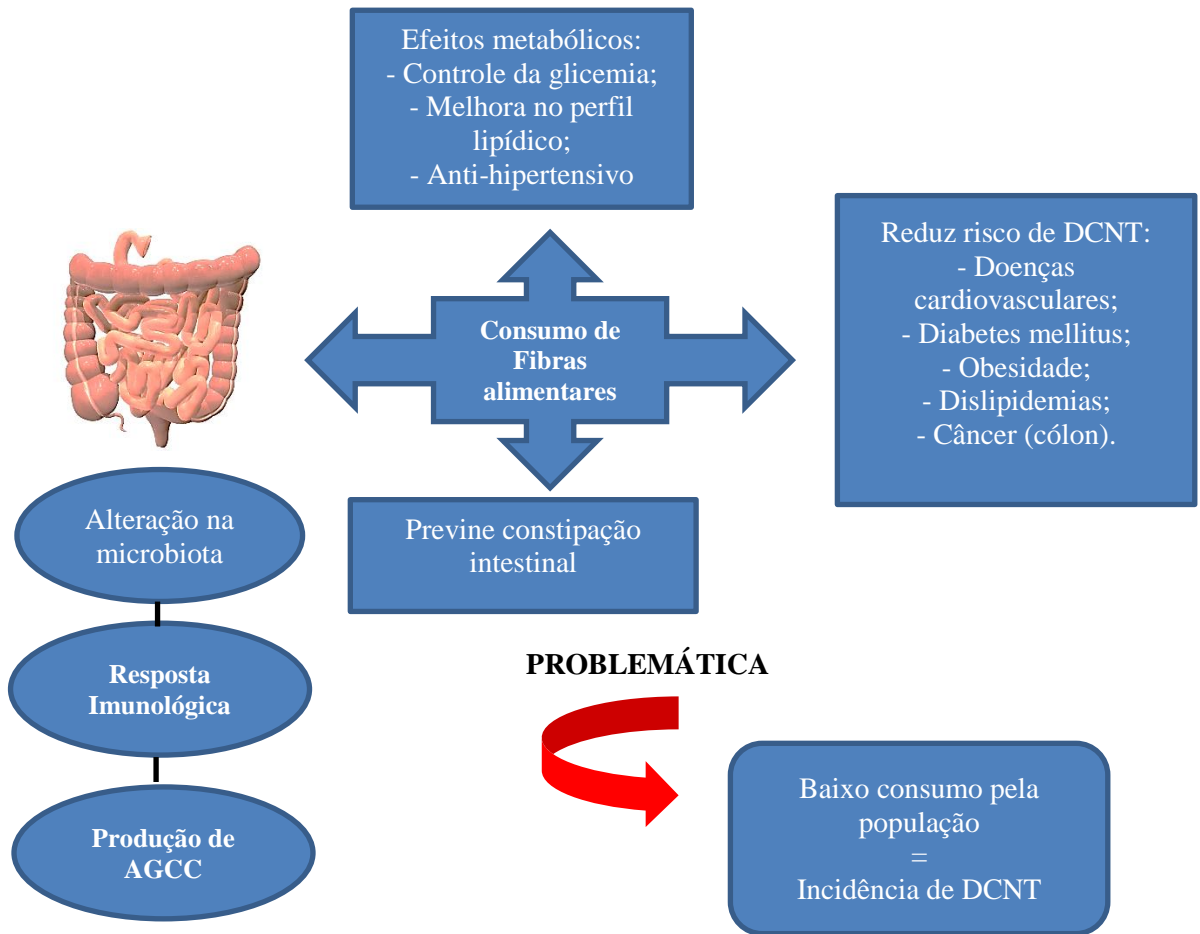 Efeitos metabólicos:
- Controle da glicemia;
- Melhora no perfil
lipídico;
- Anti-hipertensivo
Reduz risco de DCNT:
- Doenças
cardiovasculares;
- Diabetes mellitus;
- Obesidade;
- Dislipidemias;
- Câncer (cólon).
Consumo de
Fibras
alimentares
Alteração na
microbiota
Previne constipação
intestinal
Resposta
Imunológica
PROBLEMÁTICA
Produção de
AGCC
Baixo consumo pela
população
=
Incidência de DCNT